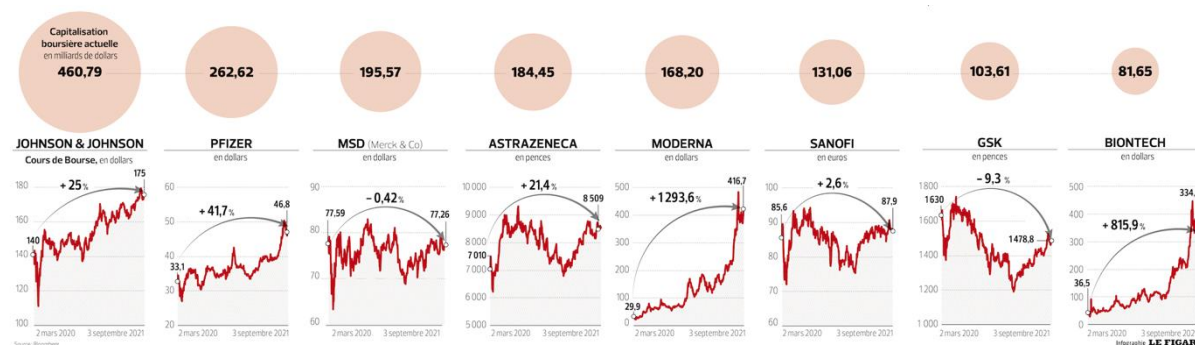 Capitalisation
boursière actuelle
en milliards de dollars
460,79
262,62
195,57
184,45
168,20
131,06
103,61
81,65
JOHNSON & JOHNSON
Cours de Bourse, en dollars
180
160
140
120
100
140
+ 25 %
175
2 mars 2020
3 septembre 2021
PFIZER
en dollars
60
50
40
30
20
33,1
+ 41,7 %
46,8
2 mars 2020
3 septembre 2021
MSD (Merck & Co)
en dollars
90
80
70
60
77,59
– 0,42 %
77,26
2 mars 2020
3 septembre 2021
ASTRAZENECA
en pences
10 000
9 000
8 000
7 000
6 000
5 000
7 010
+ 21,4 %
8 509
2 mars 2020
3 septembre 2021
MODERNA
en dollars
500
400
300
200
100
0
29,9
+ 1 293,6 %
416,7
2 mars 2020
3 septembre 2021
SANOFI
en euros
100
90
80
70
60
85,6
+ 2,6 %
87,9
2 mars 2020
3 septembre 2021
GSK
en pences
1 800
1 600
1 400
1 200
1 000
1 630
– 9,3 %
1 478,8
2 mars 2020
3 septembre 2021
BIONTECH
en dollars
500
400
300
200
100
0
36,5
+ 815,9 %
334,
2 mars 2020
3 septembre 2021
Source: Bloomberg
Infographie LE FIGAR